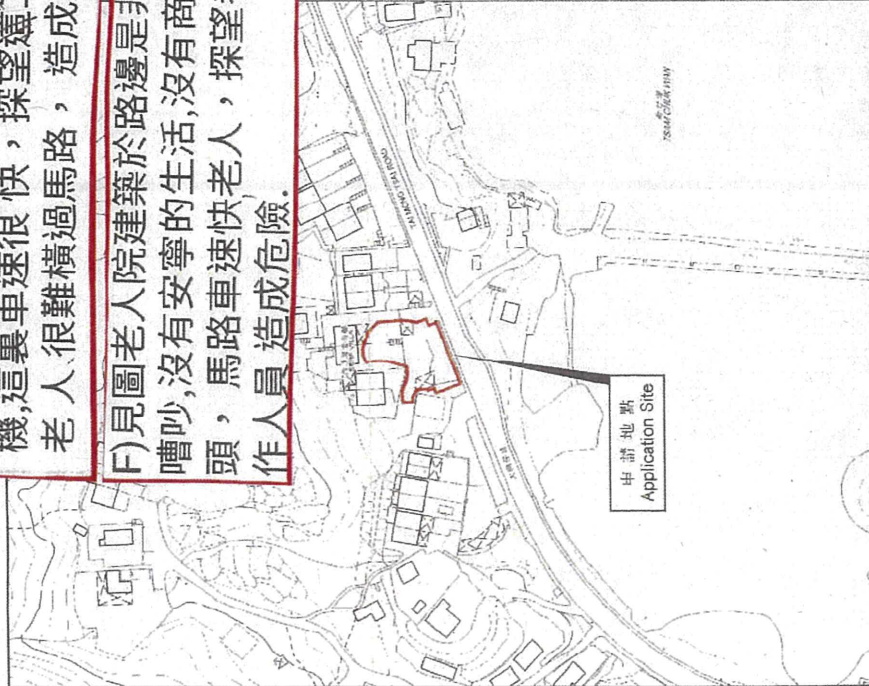 機,這裏車速很快，探望
老人很難橫過馬路，造成
F)見圖老人院建築於路邊是
嘈吵,沒有安寧的生活,沒有商
頭，馬路車速快老人，探望
作人員 造成危險.
TAI MONG TSAI ROAD
申請地點
Application Site